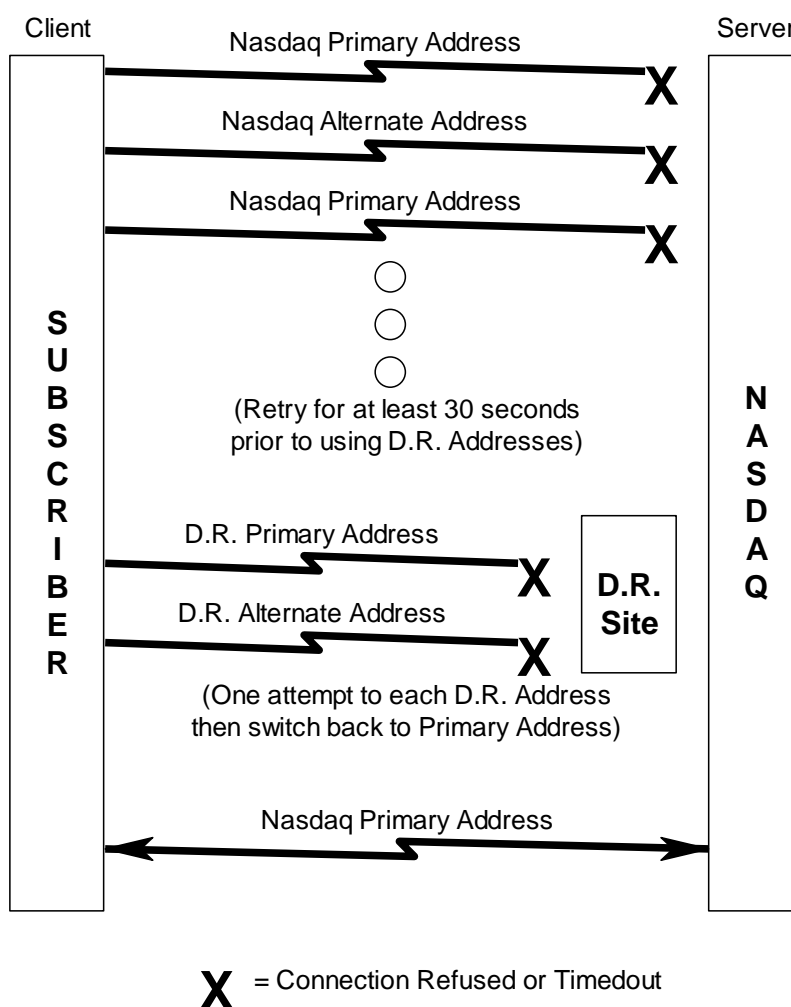 Client
Server
Nasdaq Primary Address
X
Nasdaq Alternate Address
X
Nasdaq Primary Address
X
SUBSCRIBER
NASDAQ
(Retry for at least 30 seconds
prior to using D.R. Addresses)
D.R. Primary Address
X
D.R. Alternate Address
X
D.R.
Site
(One attempt to each D.R. Address
then switch back to Primary Address)
Nasdaq Primary Address
X = Connection Refused or Timedout